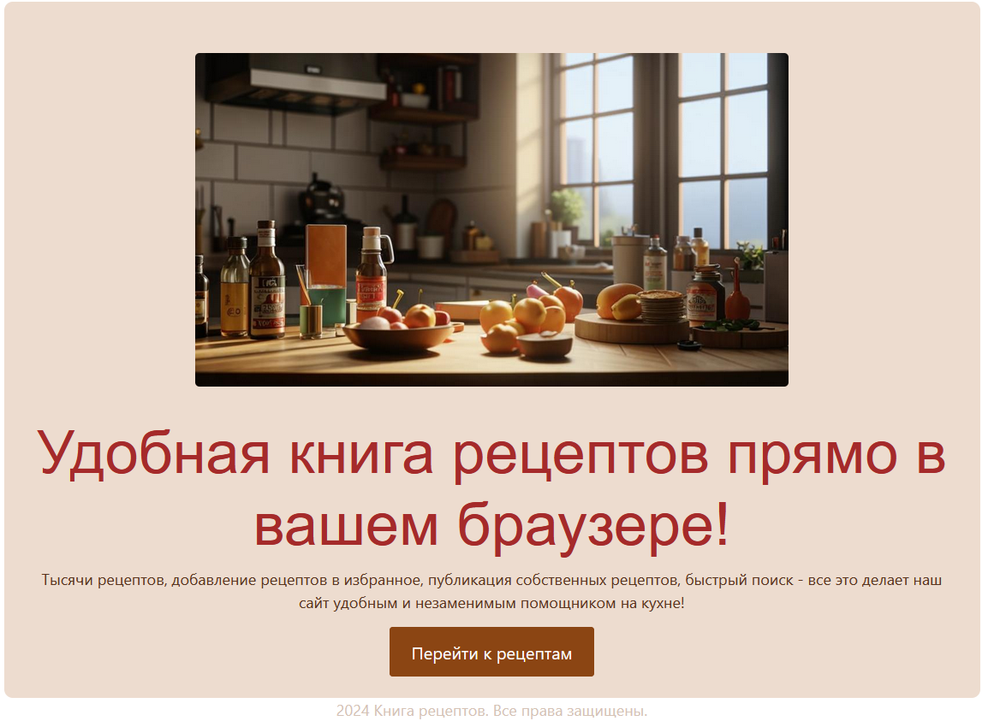 Удобная книга рецептов прямо в
вашем браузере!
Тысячи рецептов, добавление рецептов в избранное, публикация собственных рецептов, быстрый поиск - все это делает наш
сайт удобным и незаменимым помощником на кухне!
Перейти к рецептам
2024 Книга рецептов. Все права защищены.